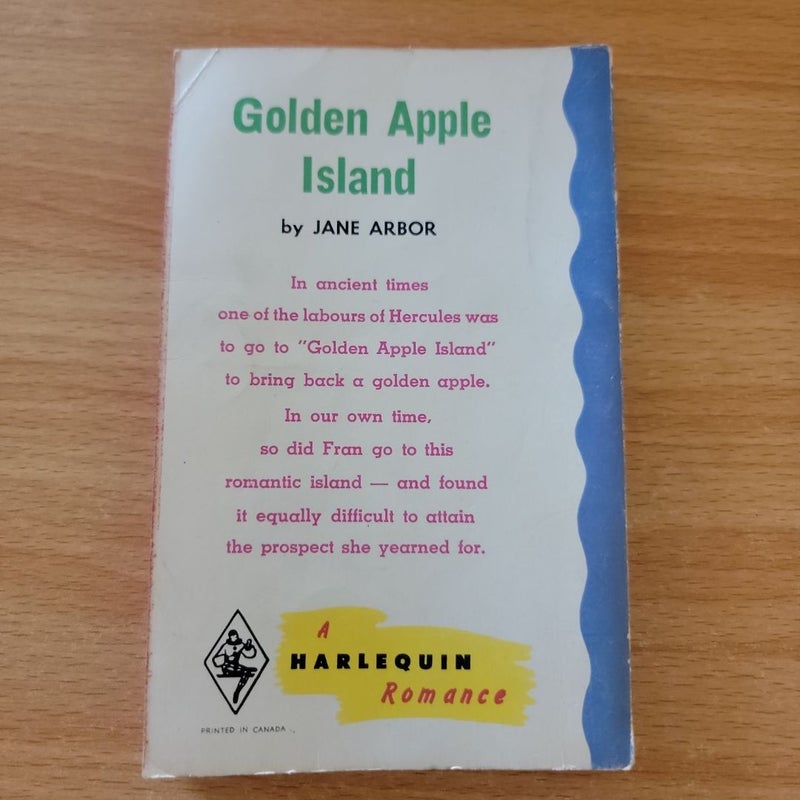 Golden Apple
Island
by JANE ARBOR
In ancient times
one of the labours of Hercules was
to go to "Golden Apple Island"
to bring back a golden apple.
In our own time,
so did Fran go to this
romantic island — and found
it equally difficult to attain
the prospect she yearned for.
A
HARLEQUIN
Romance
PRINTED IN CANADA